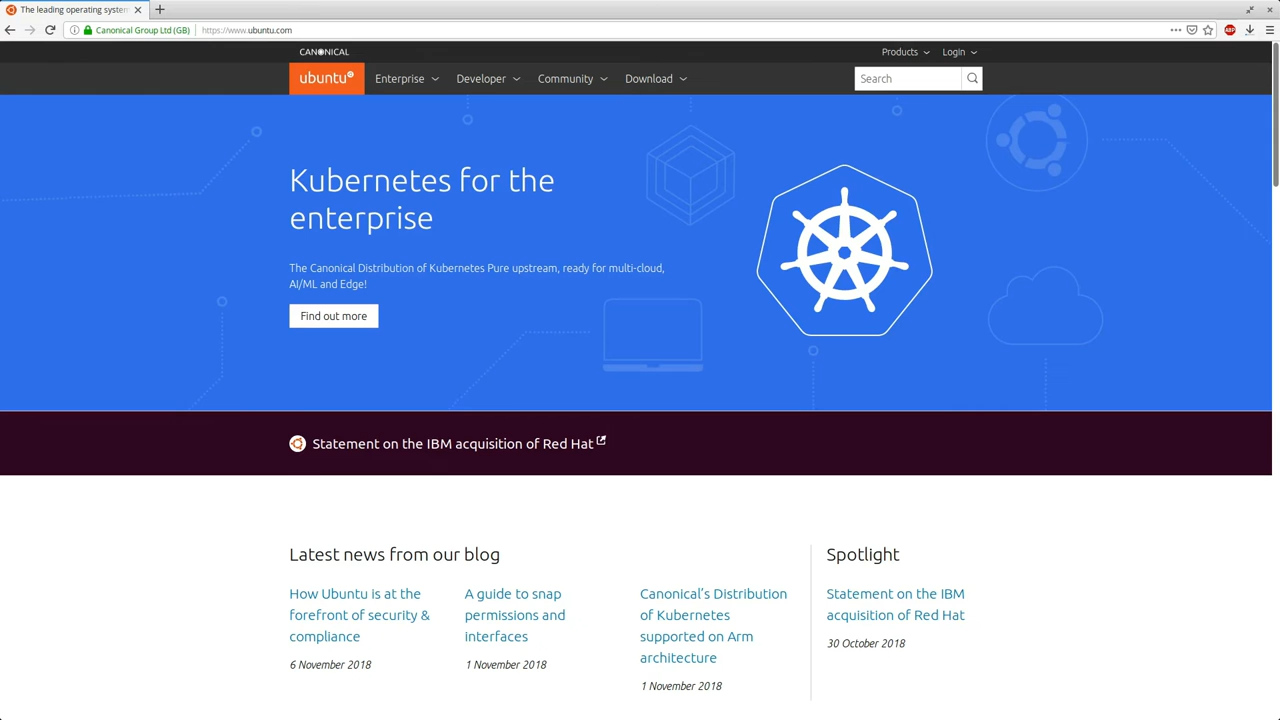 The leading operating system
Canonical Group Ltd (GB)
https://www.ubuntu.com
ABP
CANONICAL
Products
Login
ubuntu
Enterprise
Developer
Community
Download
Search
Kubernetes for the
enterprise
The Canonical Distribution of Kubernetes Pure upstream, ready for multi-cloud,
AI/ML and Edge!
Find out more
Statement on the IBM acquisition of Red Hat
Latest news from our blog
How Ubuntu is at the
forefront of security &
compliance
6 November 2018
A guide to snap
permissions and
interfaces
1 November 2018
Canonical’s Distribution
of Kubernetes
supported on Arm
architecture
1 November 2018
Spotlight
Statement on the IBM
acquisition of Red Hat
30 October 2018